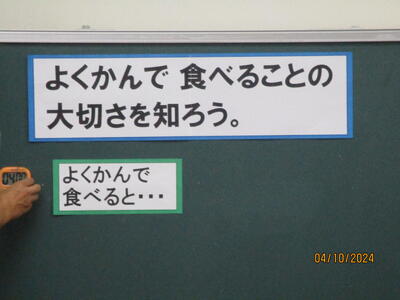 よくかんで 食べることの
大切さを知ろう。
よくかんで
食べると・・・
04/10/2024